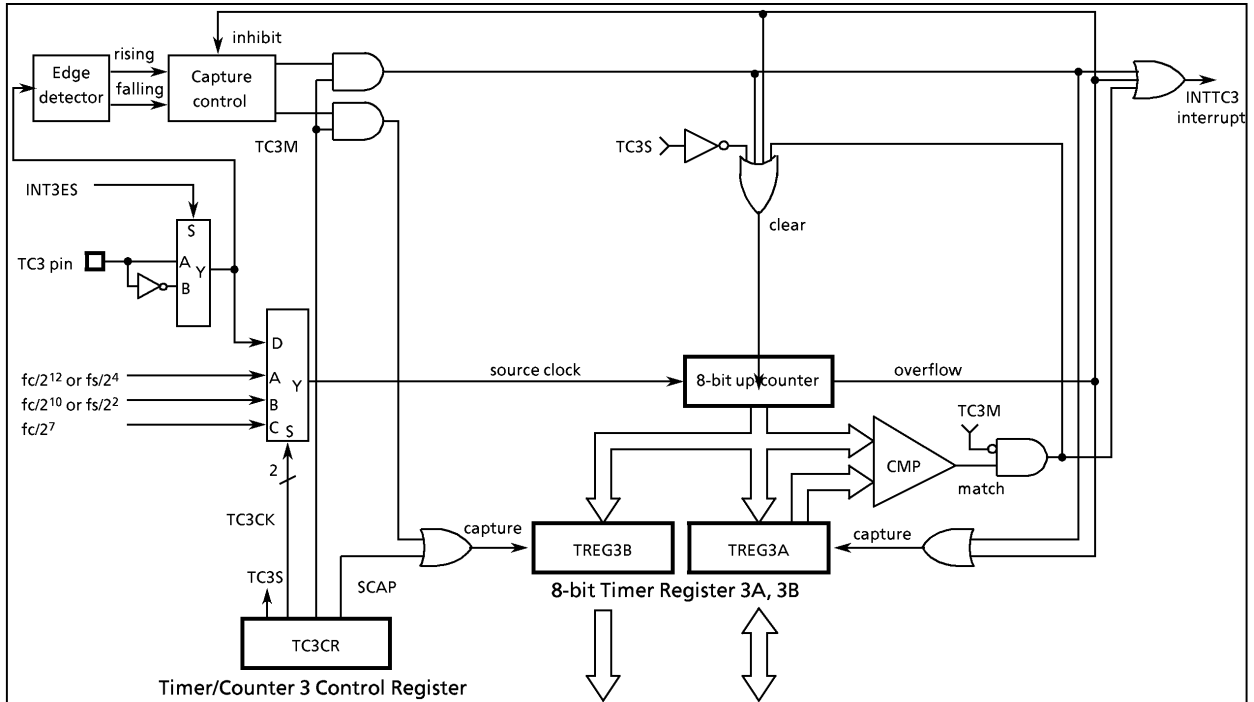 inhibit
rising
Edge
detector
falling
Capture
control
TC3M
INTTC3
interrupt
TC3S
clear
INT3ES
S
TC3 pin
A
Y
B
D
fc/2¹² or fs/2⁴
A
Y
fc/2¹⁰ or fs/2²
B
fc/2⁷
C
S
source clock
8-bit up counter
overflow
TC3M
CMP
match
2
TC3CK
capture
TREG3B
TREG3A
capture
TC3S
SCAP
8-bit Timer Register 3A, 3B
TC3CR
Timer/Counter 3 Control Register